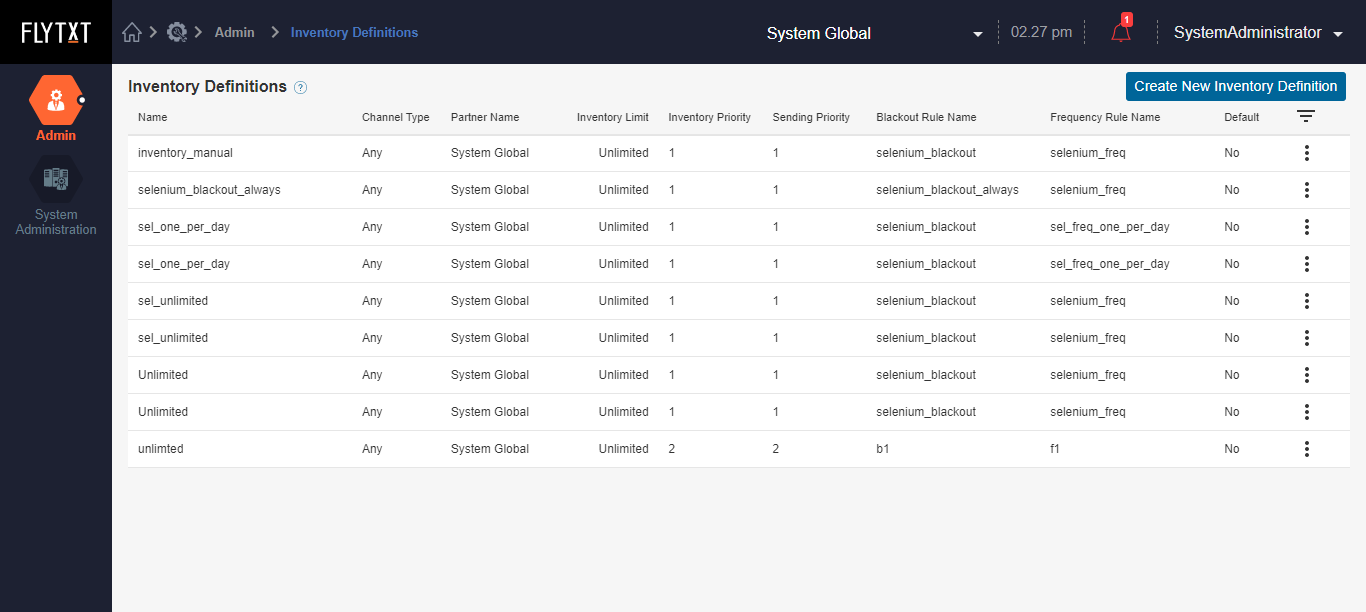 FLYTXT
Admin Inventory Definitions System Global 02.27 pm 1 SystemAdministrator
Admin
System
Administration
Inventory Definitions ? Create New Inventory Definition
Name Channel Type Partner Name Inventory Limit Inventory Priority Sending Priority Blackout Rule Name Frequency Rule Name Default
inventory_manual Any System Global Unlimited 1 1 selenium_blackout selenium_freq No
selenium_blackout_always Any System Global Unlimited 1 1 selenium_blackout_always selenium_freq No
sel_one_per_day Any System Global Unlimited 1 1 selenium_blackout sel_freq_one_per_day No
sel_one_per_day Any System Global Unlimited 1 1 selenium_blackout sel_freq_one_per_day No
sel_unlimited Any System Global Unlimited 1 1 selenium_blackout selenium_freq No
sel_unlimited Any System Global Unlimited 1 1 selenium_blackout selenium_freq No
Unlimited Any System Global Unlimited 1 1 selenium_blackout selenium_freq No
Unlimited Any System Global Unlimited 1 1 selenium_blackout selenium_freq No
unlimted Any System Global Unlimited 2 2 b1 f1 No